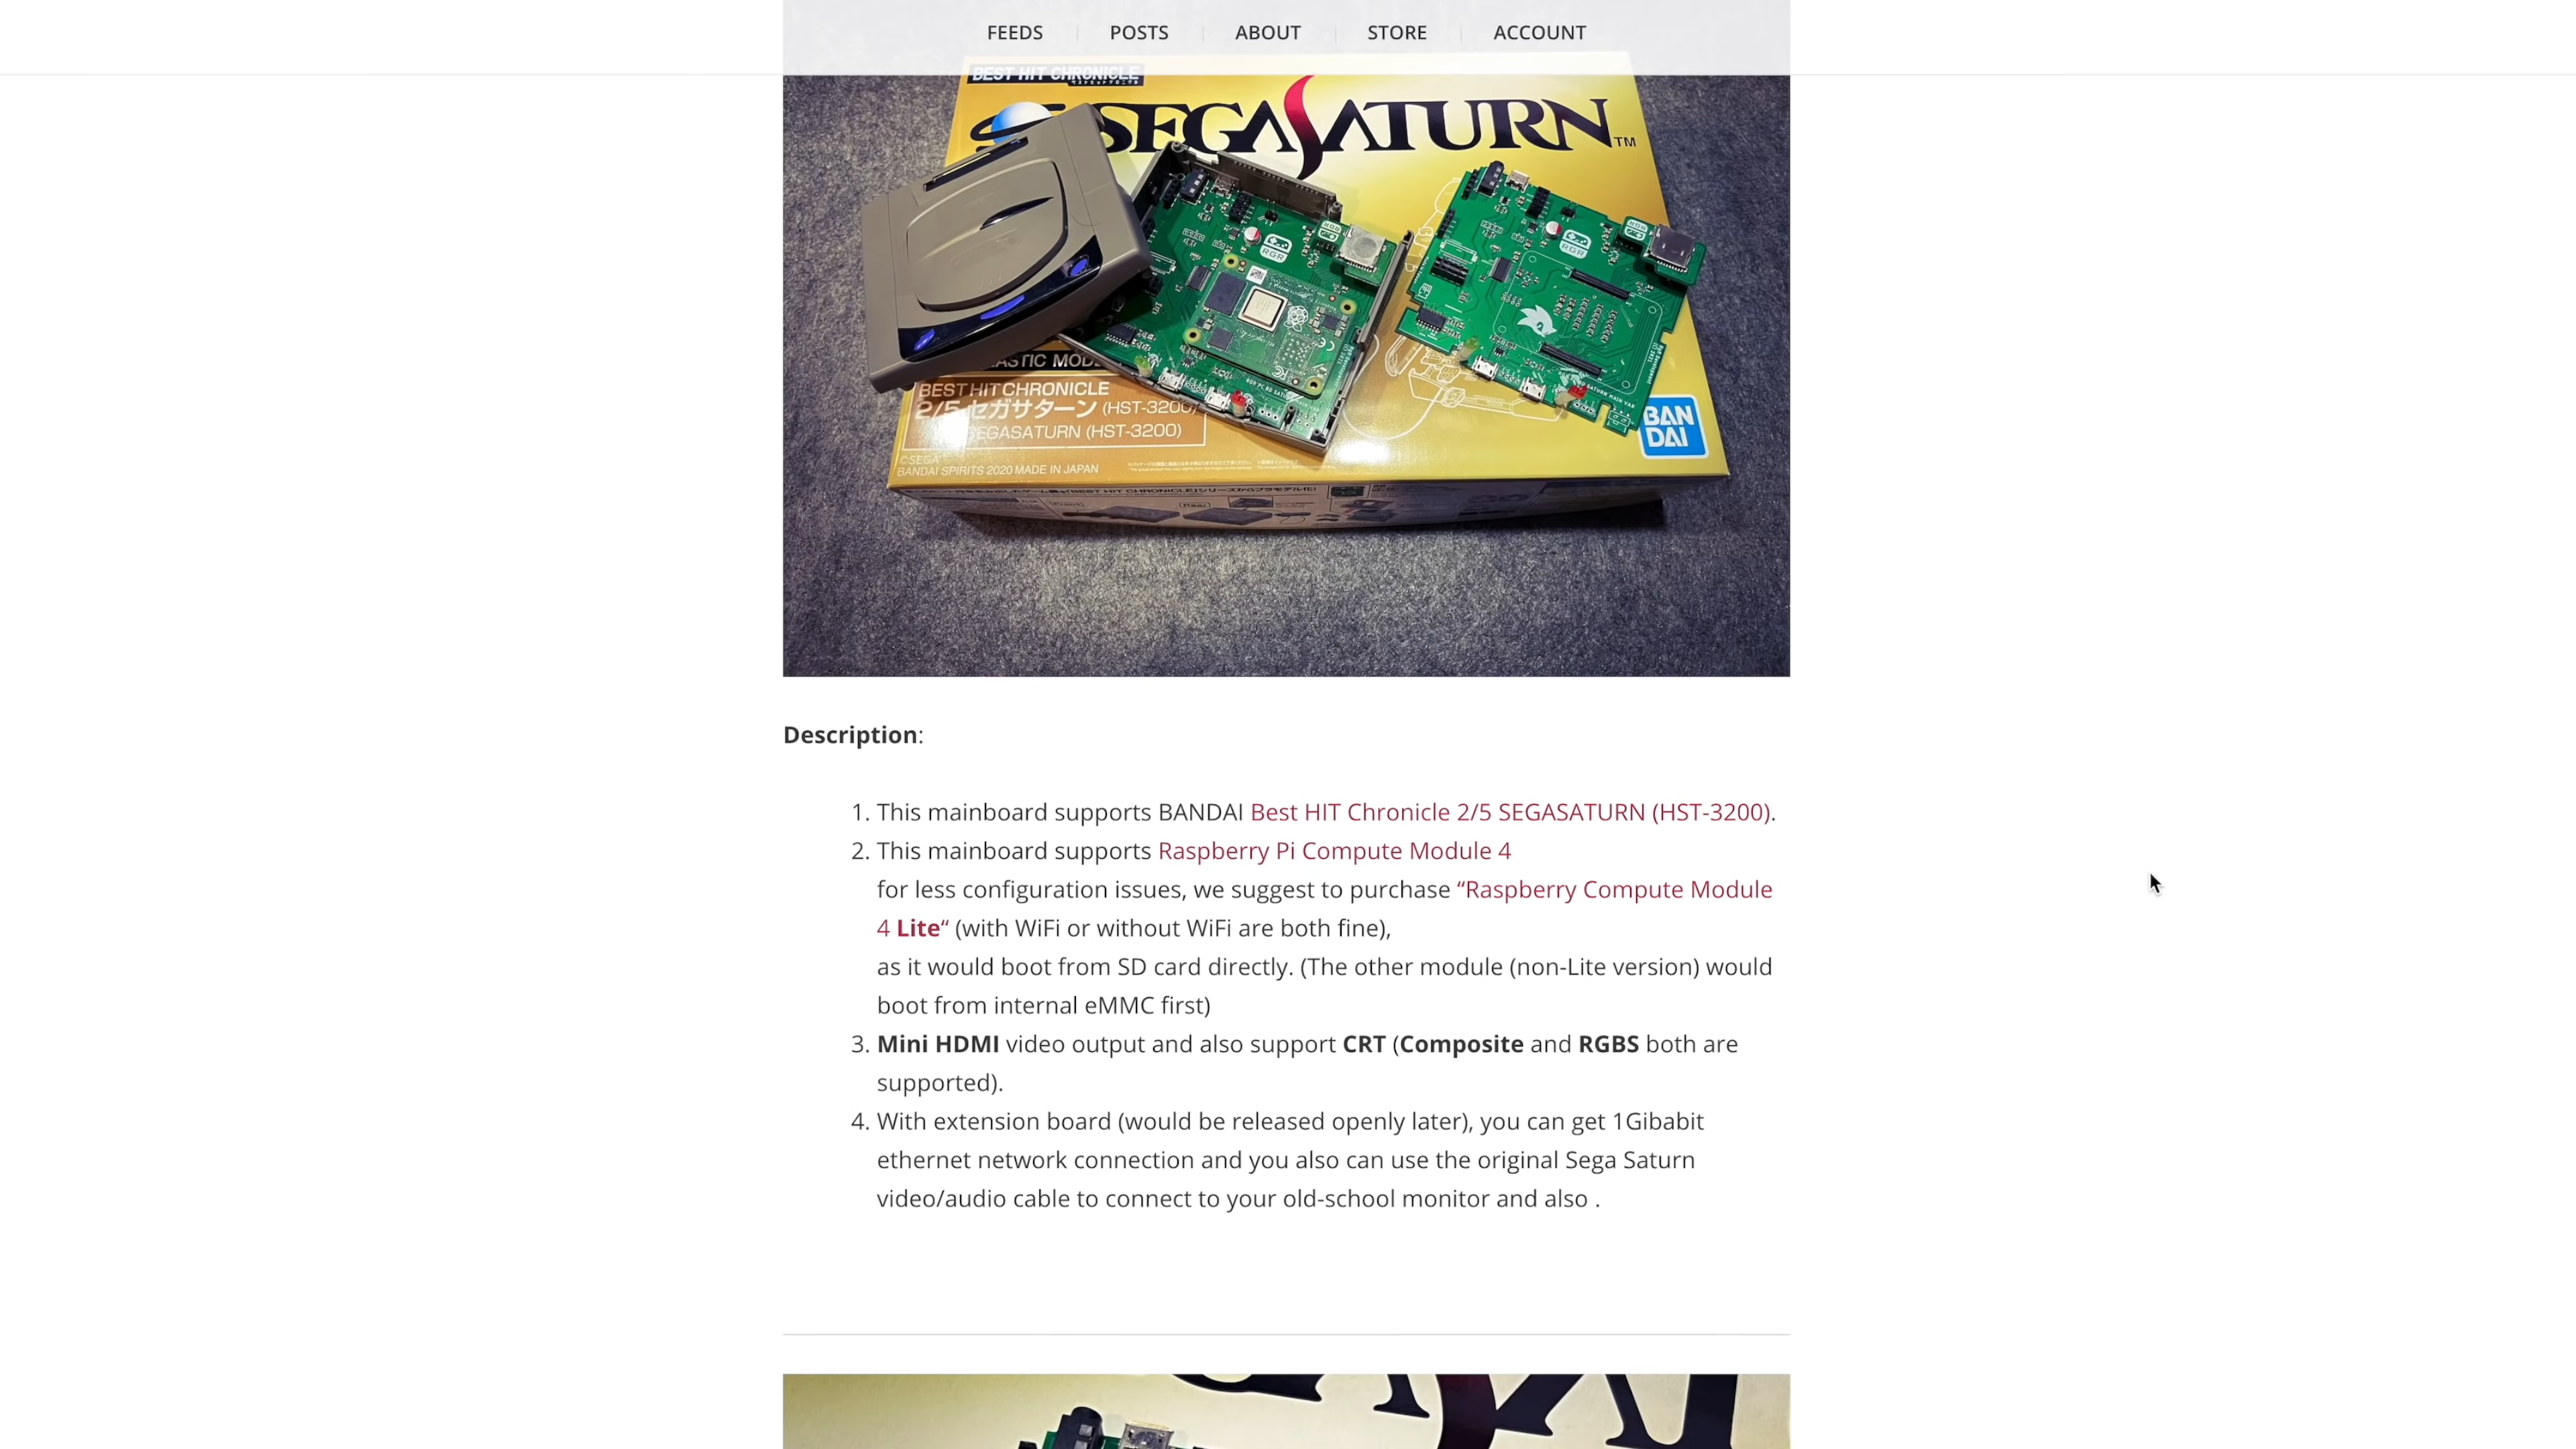 FEEDS POSTS ABOUT STORE ACCOUNT
BEST HIT CHRONICLE
SEGASATURN TM
RGR
RGR
BEST HIT CHRONICLE
2/5 セガサターン (HST-3200)
SEGASATURN (HST-3200)
BAN
DAI
©SEGA
BANDAI SPIRITS 2020 MADE IN JAPAN
Description:
1. This mainboard supports BANDAI Best HIT Chronicle 2/5 SEGASATURN (HST-3200).
2. This mainboard supports Raspberry Pi Compute Module 4
for less configuration issues, we suggest to purchase “Raspberry Compute Module
4 Lite“ (with WiFi or without WiFi are both fine),
as it would boot from SD card directly. (The other module (non-Lite version) would
boot from internal eMMC first)
3. Mini HDMI video output and also support CRT (Composite and RGBS both are
supported).
4. With extension board (would be released openly later), you can get 1Gibabit
ethernet network connection and you also can use the original Sega Saturn
video/audio cable to connect to your old-school monitor and also .